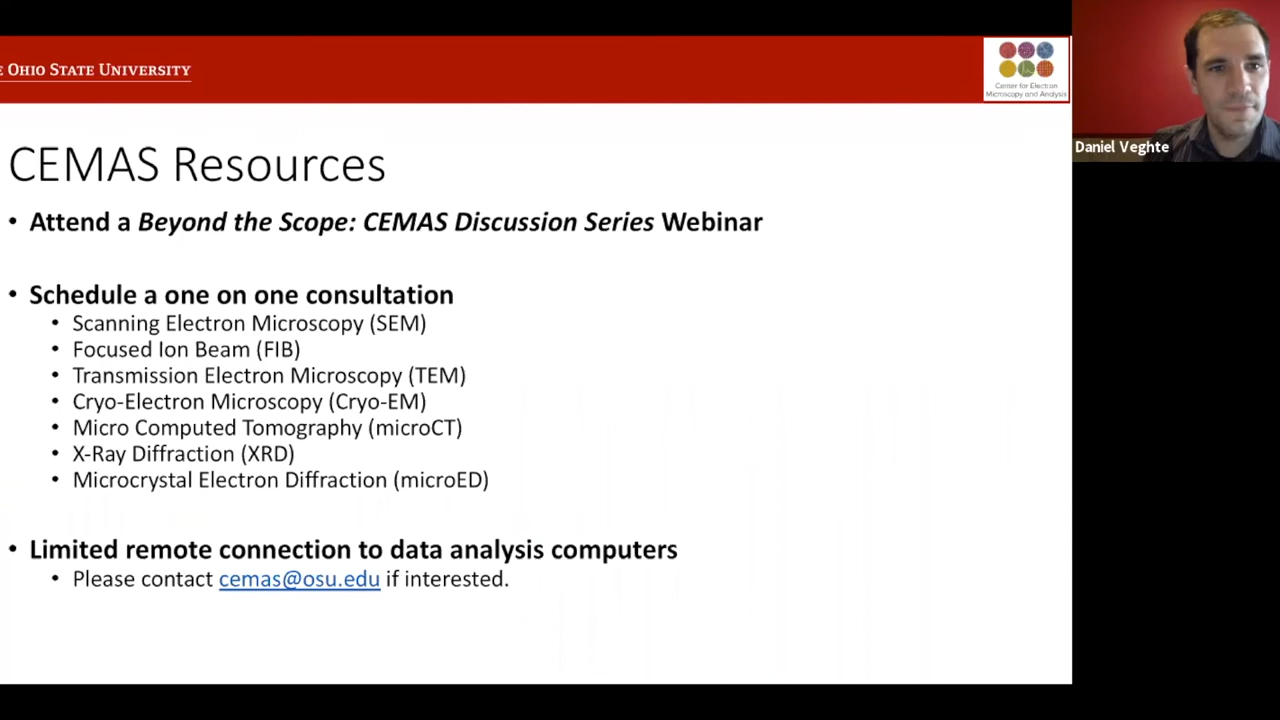 E OHIO STATE UNIVERSITY
Center for Electron
Microscopy and Analysis
Daniel Veghte
CEMAS Resources
• Attend a Beyond the Scope: CEMAS Discussion Series Webinar
• Schedule a one on one consultation
• Scanning Electron Microscopy (SEM)
• Focused Ion Beam (FIB)
• Transmission Electron Microscopy (TEM)
• Cryo-Electron Microscopy (Cryo-EM)
• Micro Computed Tomography (microCT)
• X-Ray Diffraction (XRD)
• Microcrystal Electron Diffraction (microED)
• Limited remote connection to data analysis computers
• Please contact cemas@osu.edu if interested.